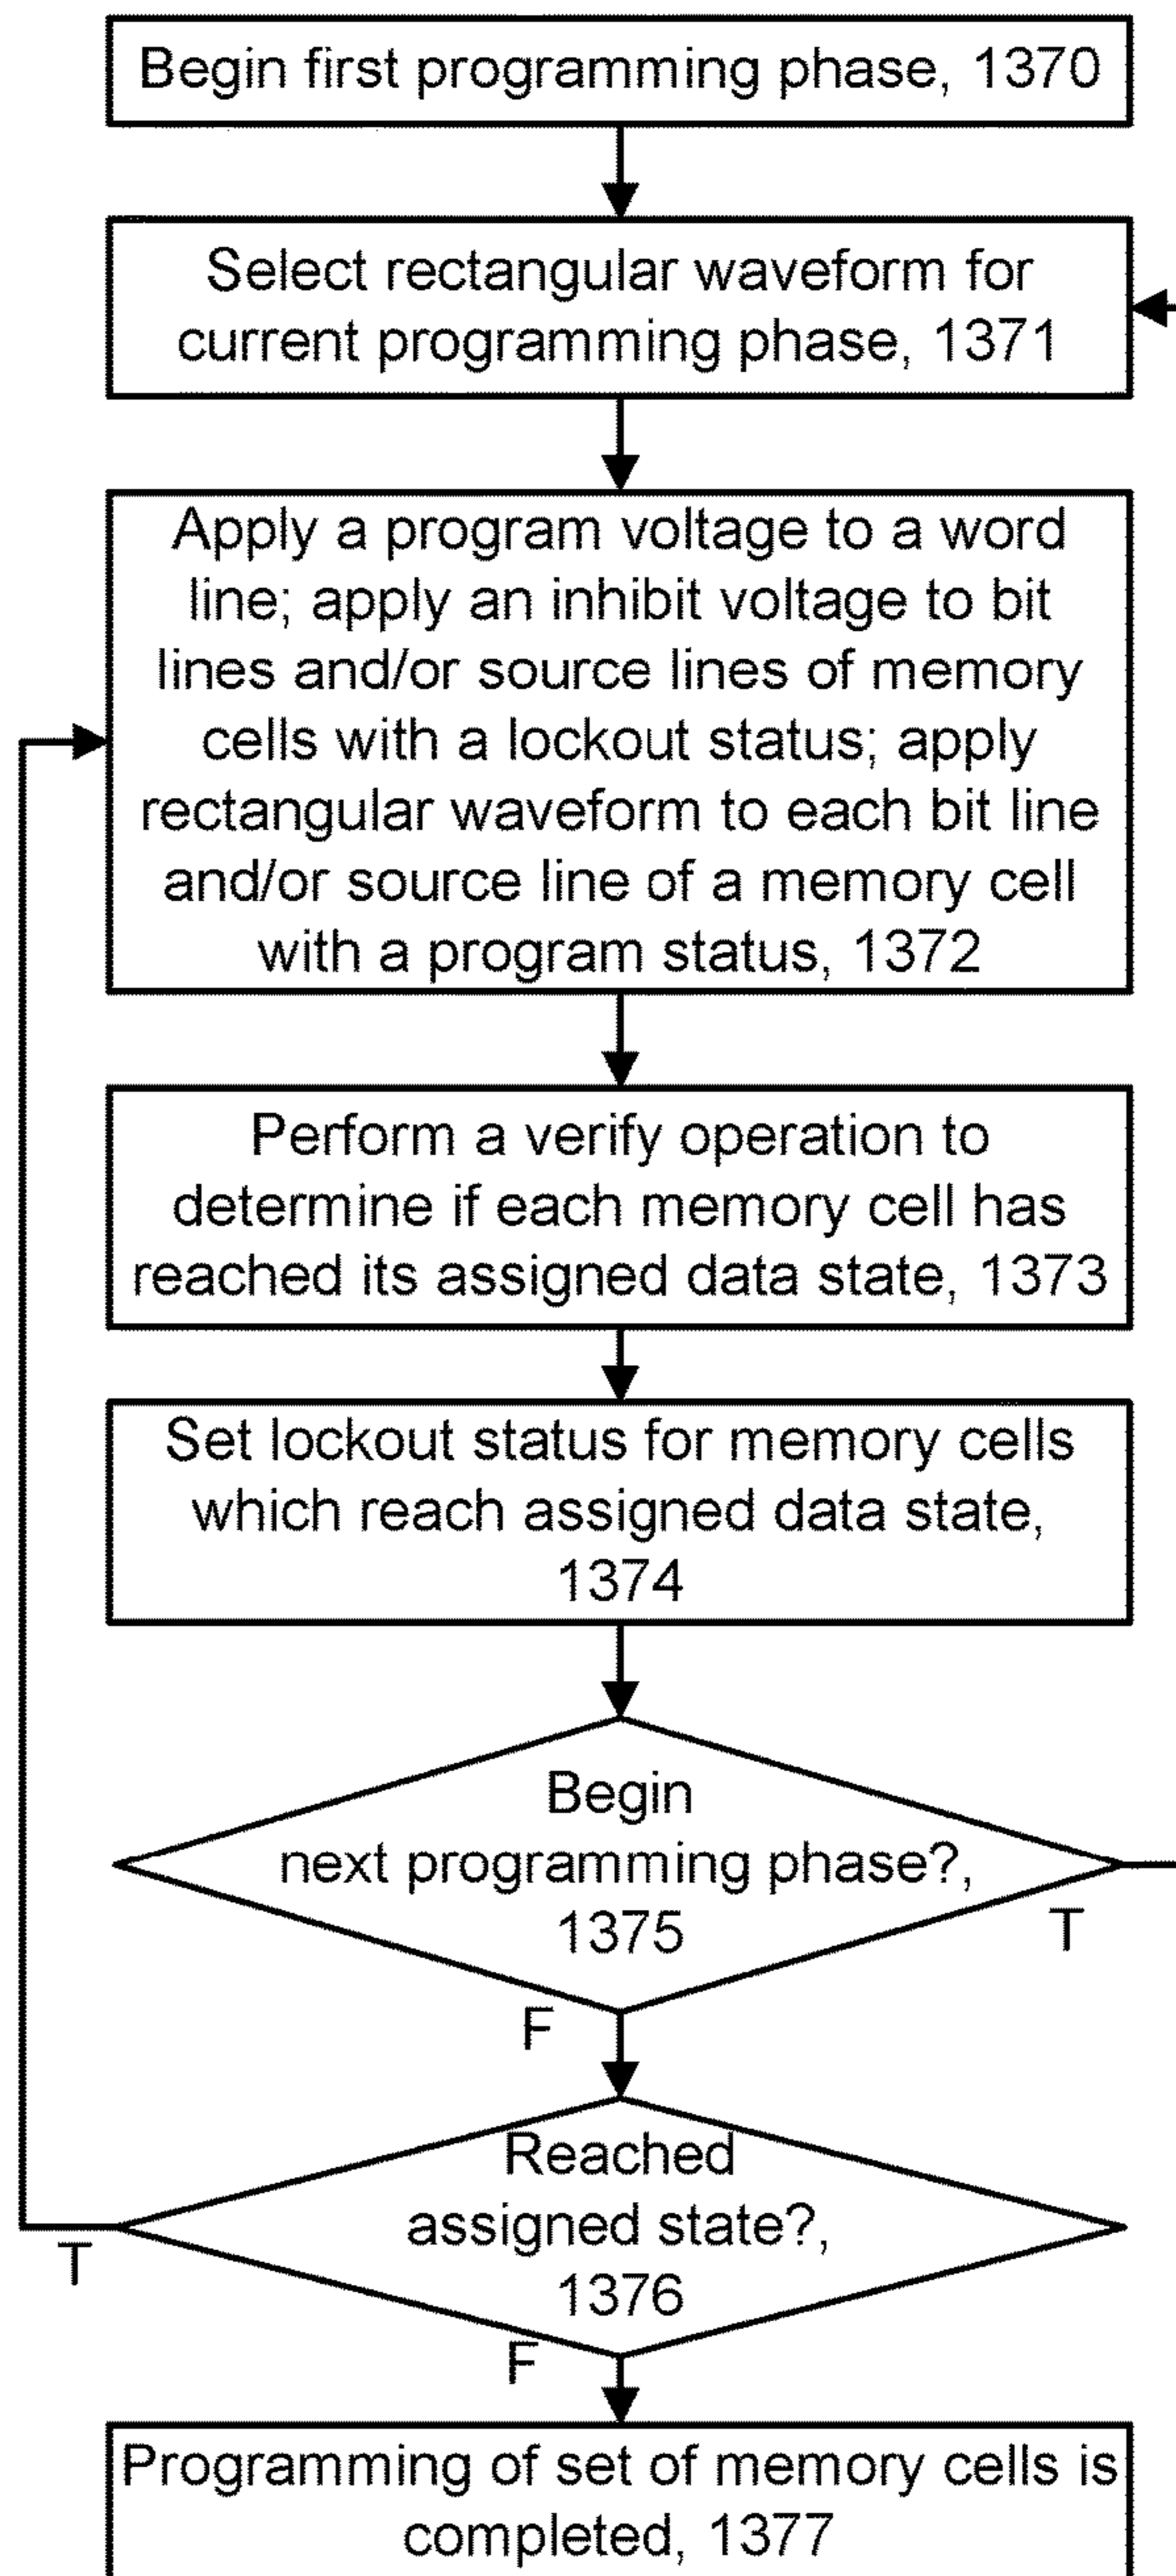 Begin first programming phase, 1370
Select rectangular waveform for
current programming phase, 1371
Apply a program voltage to a word
line; apply an inhibit voltage to bit
lines and/or source lines of memory
cells with a lockout status; apply
rectangular waveform to each bit line
and/or source line of a memory cell
with a program status, 1372
Perform a verify operation to
determine if each memory cell has
reached its assigned data state, 1373
Set lockout status for memory cells
which reach assigned data state,
1374
Begin
next programming phase?,
1375
T
F
Reached
assigned state?,
1376
T
F
Programming of set of memory cells is
completed, 1377